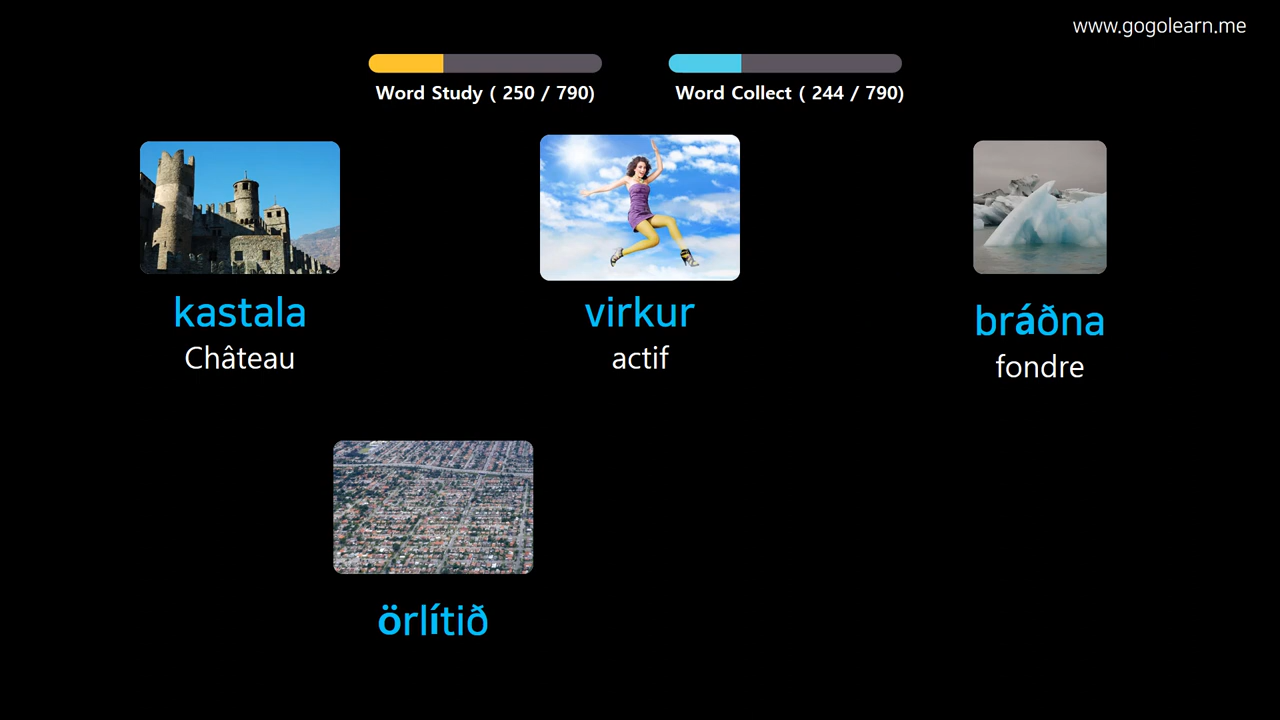 www.gogolearn.me
Word Study ( 250 / 790)
Word Collect ( 244 / 790)
kastala
Château
virkur
actif
bráðna
fondre
örlítið